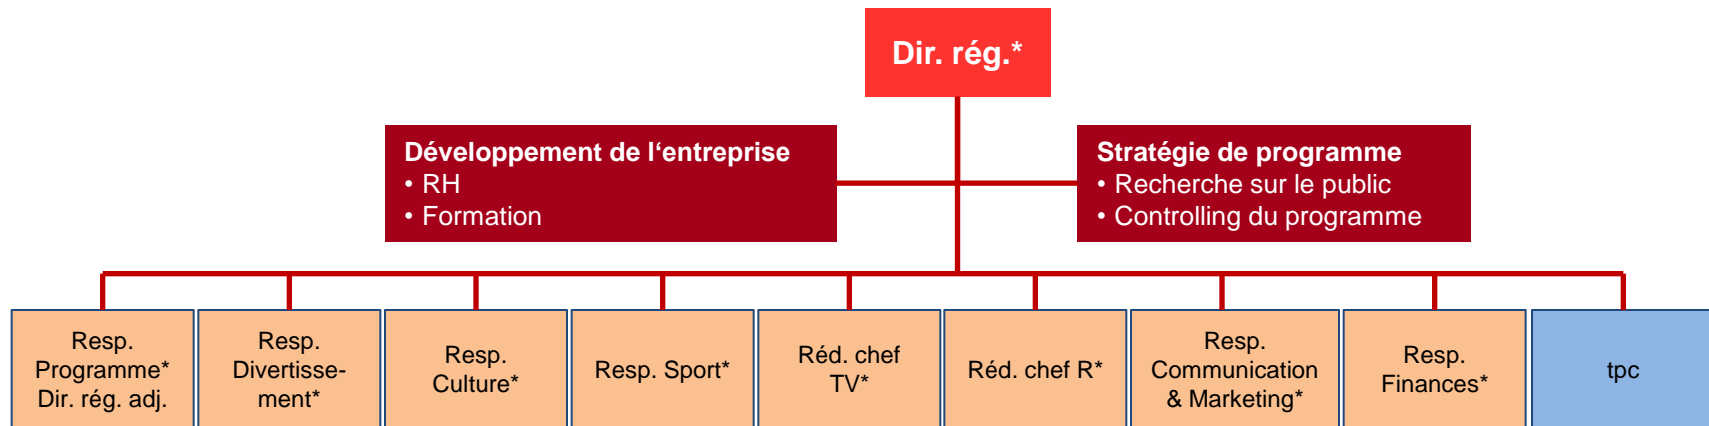 Dir. rég.*
Développement de l‘entreprise
• RH
• Formation
Stratégie de programme
• Recherche sur le public
• Controlling du programme
Resp.
Programme*
Dir. rég. adj.
Resp.
Divertisse-
ment*
Resp.
Culture*
Resp. Sport*
Réd. chef
TV*
Réd. chef R*
Resp.
Communication
& Marketing*
Resp.
Finances*
tpc